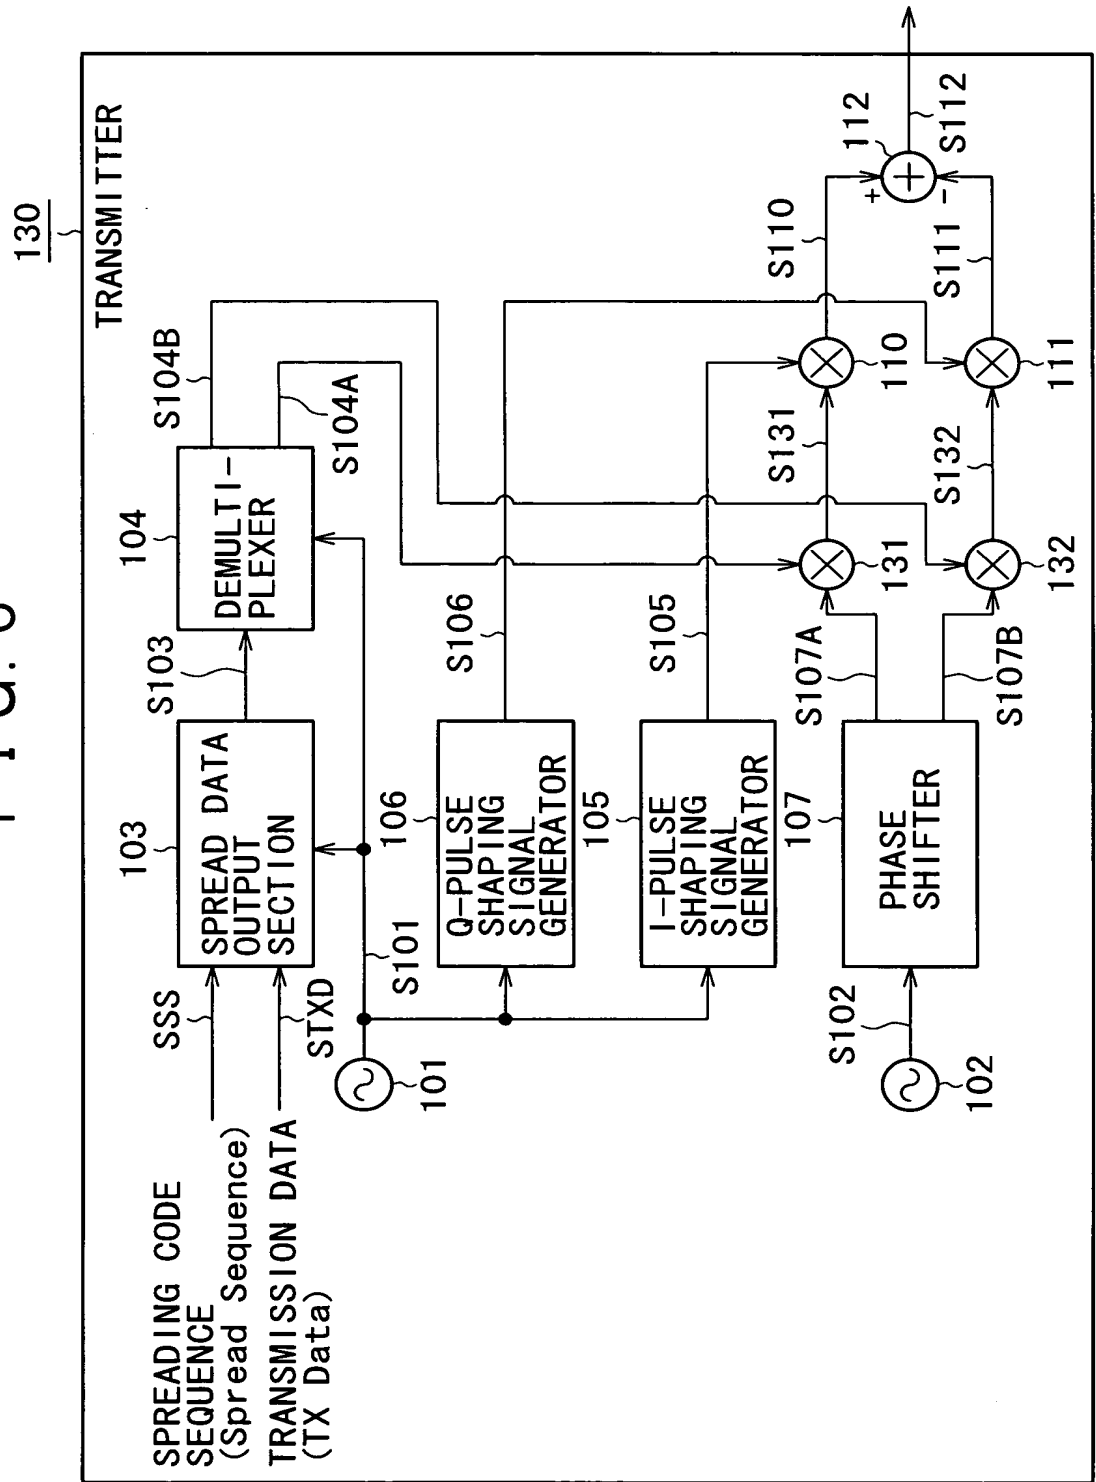 130
TRANSMITTER
SPREADING CODE
SEQUENCE
(Spread Sequence)
TRANSMISSION DATA
(TX Data)
SSS
STXD
103
SPREAD DATA
OUTPUT
SECTION
S103
104
DEMULTI-
PLEXER
S104B
S104A
101
S101
106
Q-PULSE
SHAPING
SIGNAL
GENERATOR
S106
105
I-PULSE
SHAPING
SIGNAL
GENERATOR
S105
102
S102
107
PHASE
SHIFTER
S107A
S107B
131
S131
132
S132
110
S110
111
S111
+
-
112
S112